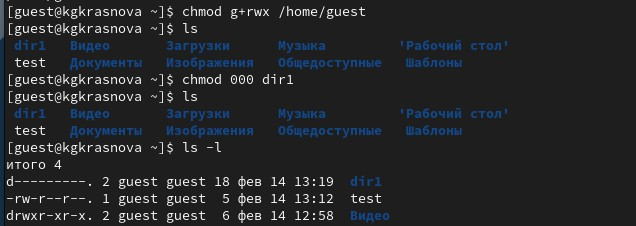 [guest@kgkrasnova ~]$ chmod g+rwx /home/guest
[guest@kgkrasnova ~]$ ls
dir1 Видео Загрузки Музыка 'Рабочий стол'
test Документы Изображения Общедоступные Шаблоны
[guest@kgkrasnova ~]$ chmod 000 dir1
[guest@kgkrasnova ~]$ ls
dir1 Видео Загрузки Музыка 'Рабочий стол'
test Документы Изображения Общедоступные Шаблоны
[guest@kgkrasnova ~]$ ls -l
итого 4
d---------. 2 guest guest 18 фев 14 13:19 dir1
-rw-r--r--. 1 guest guest 5 фев 14 13:12 test
drwxr-xr-x. 2 guest guest 6 фев 14 12:58 Видео